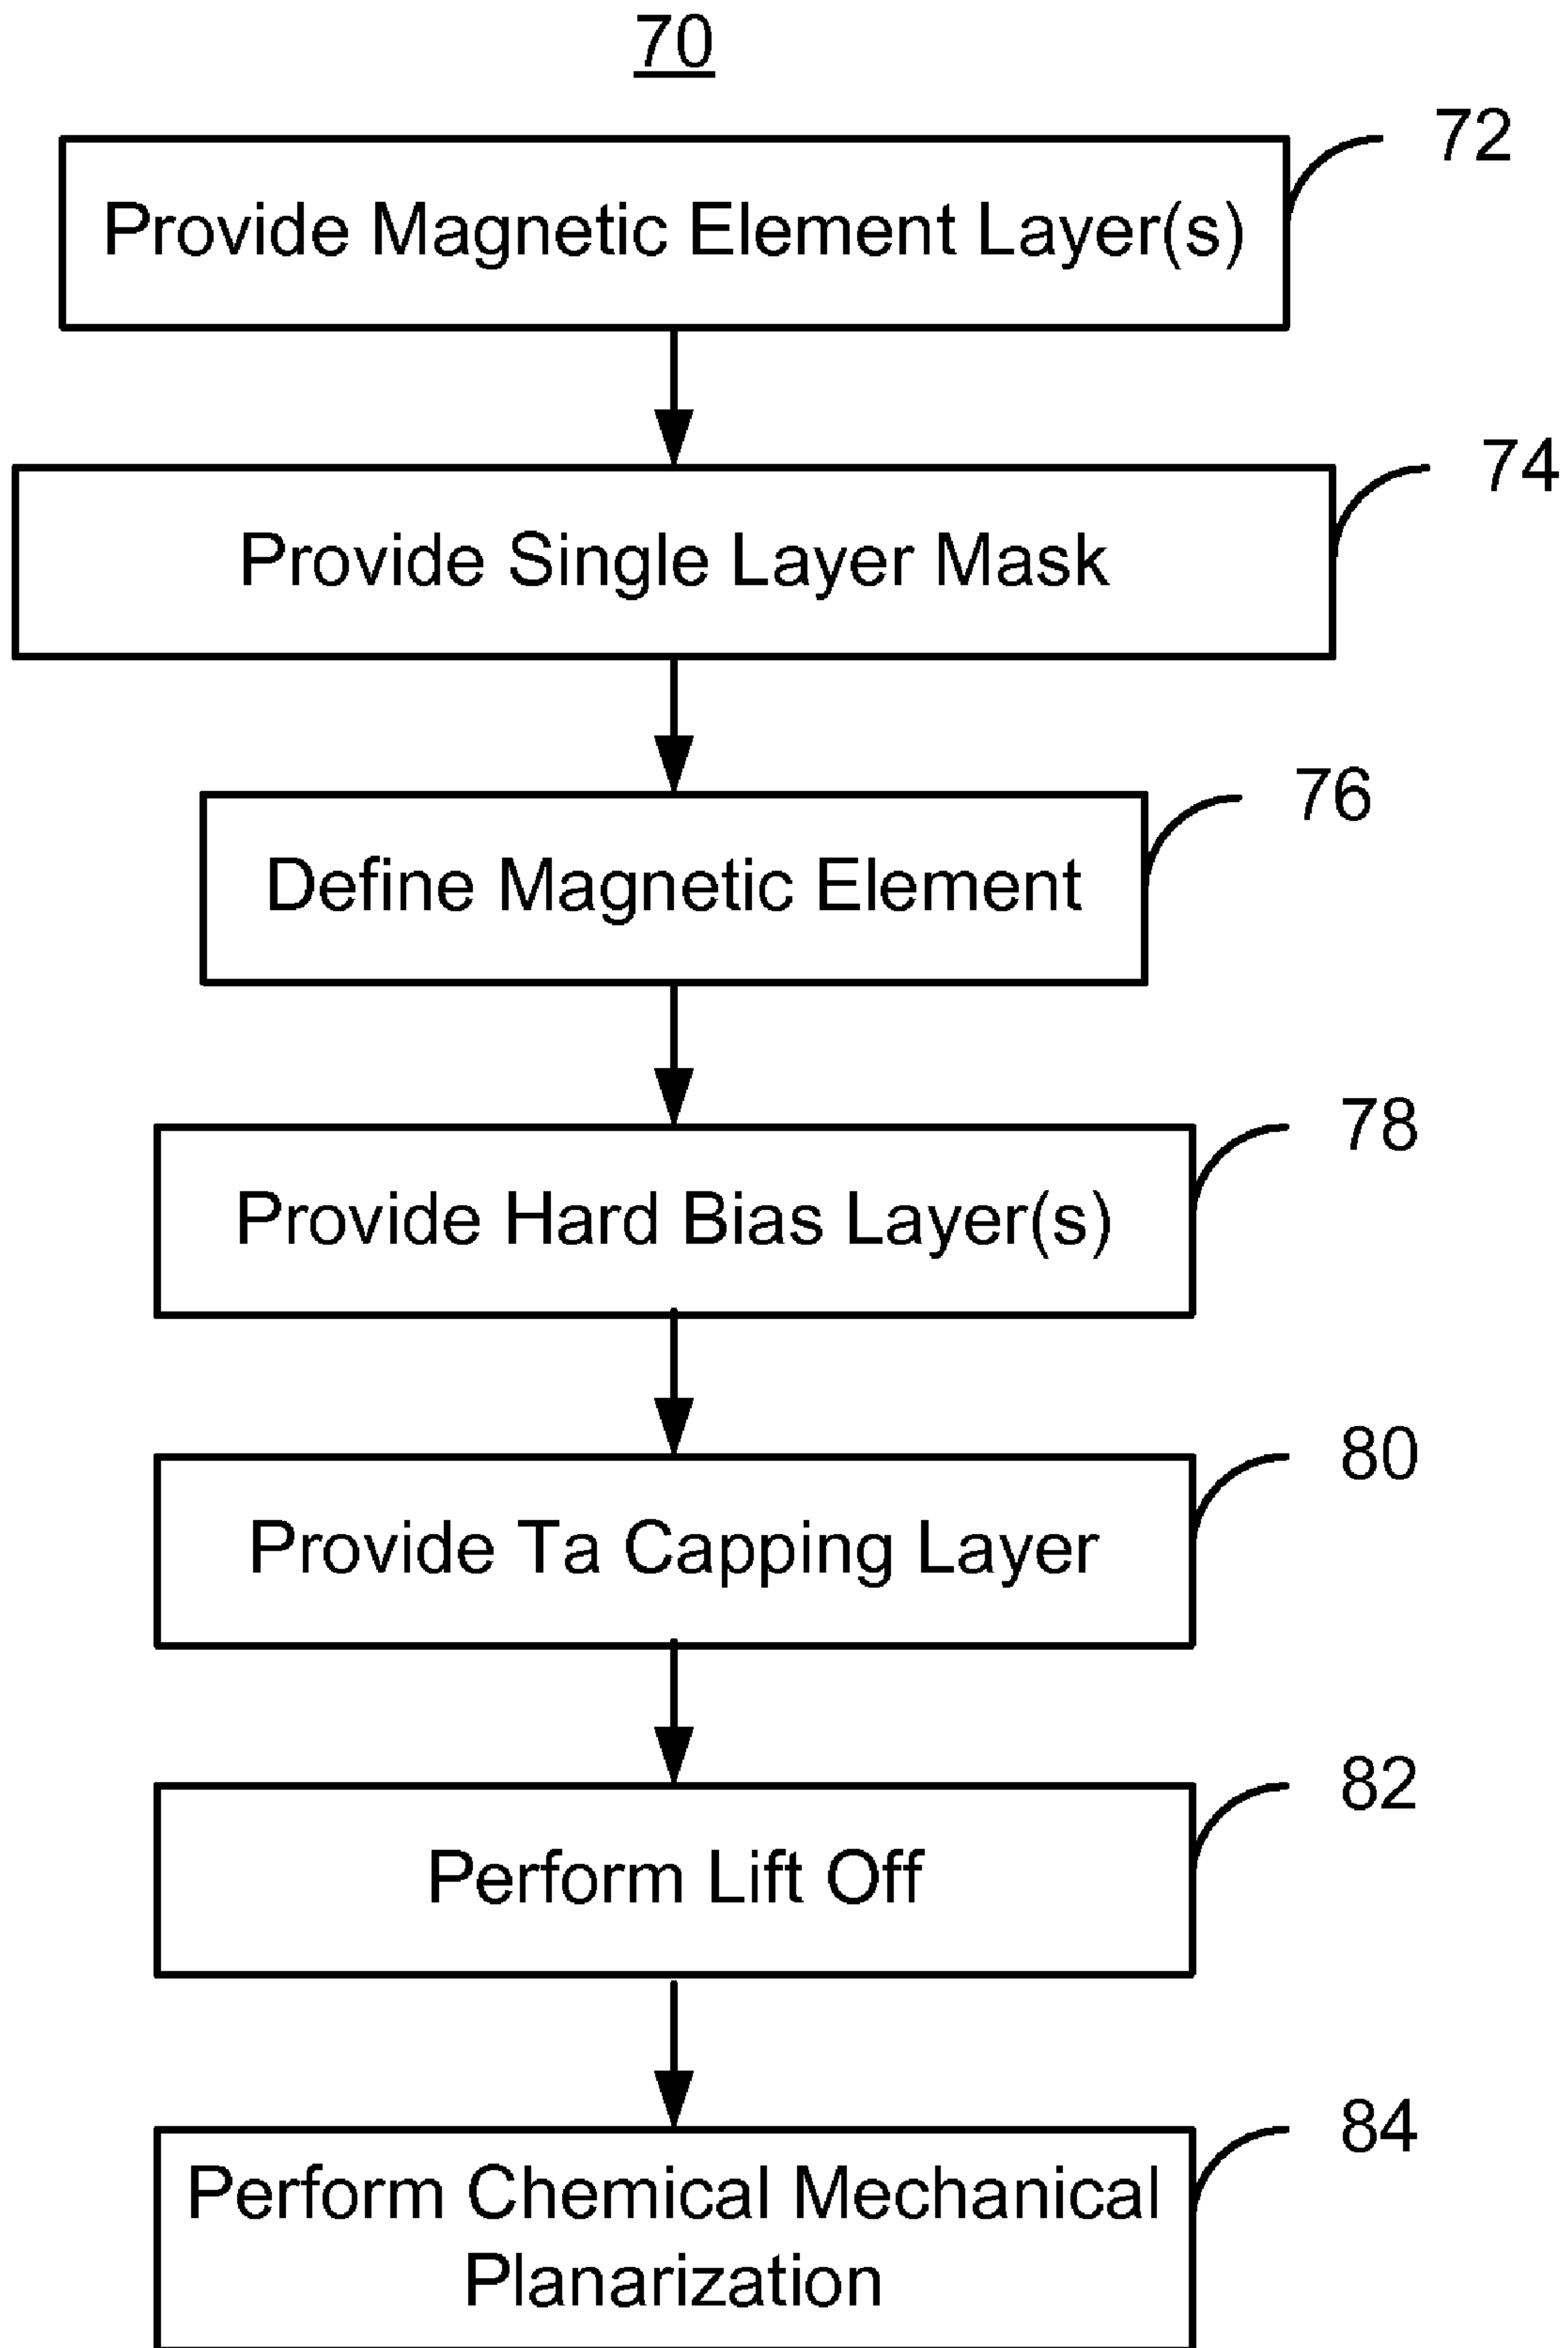 70
72
Provide Magnetic Element Layer(s)
74
Provide Single Layer Mask
76
Define Magnetic Element
78
Provide Hard Bias Layer(s)
80
Provide Ta Capping Layer
82
Perform Lift Off
84
Perform Chemical Mechanical
Planarization